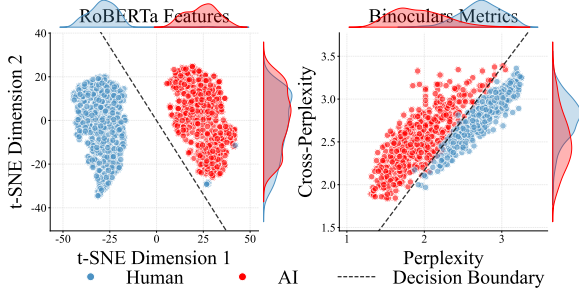 RoBERTa Features
Binoculars Metrics
t-SNE Dimension 2
40
20
0
-20
-40
-50
-25
0
25
50
t-SNE Dimension 1
Cross-Perplexity
3.5
3.0
2.5
2.0
1.5
1
2
3
Perplexity
Human
AI
Decision Boundary